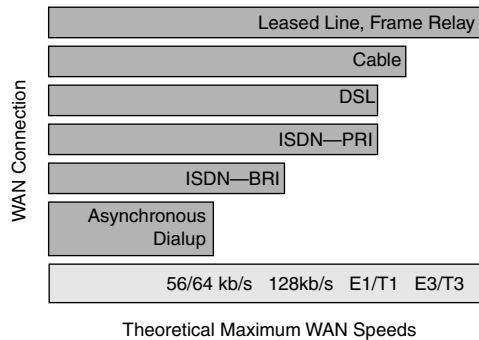 Leased Line, Frame Relay
Cable
DSL
ISDN—PRI
ISDN—BRI
Asynchronous
Dialup
WAN Connection
56/64 kb/s 128kb/s E1/T1 E3/T3
Theoretical Maximum WAN Speeds